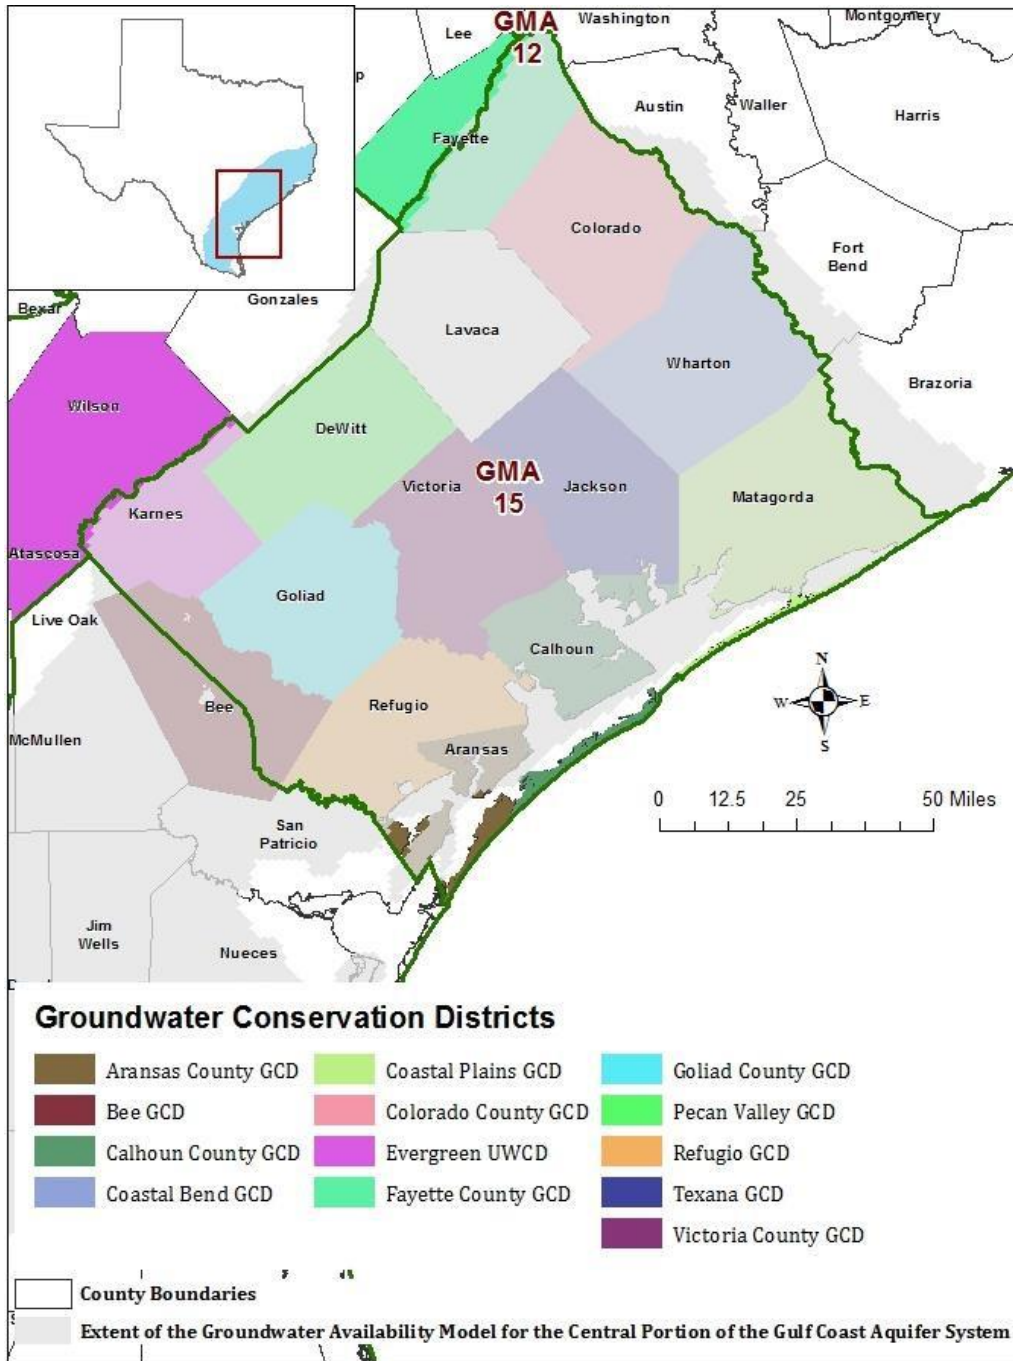 GMA
12
Lee
Washington
Montgomery
p
Austin
Waller
Harris
Fayette
Colorado
Fort
Bend
Bexar
Gonzales
Lavaca
Wharton
Brazoria
Wilson
DeWitt
GMA
15
Victoria
Jackson
Matagorda
Karnes
Atascosa
Goliad
Live Oak
Calhoun
Bee
Refugio
McMullen
Aransas
N
W
E
S
0 12.5 25 50 Miles
San
Patricio
Jim
Wells
Nueces
Groundwater Conservation Districts
Aransas County GCD
Bee GCD
Calhoun County GCD
Coastal Bend GCD
Coastal Plains GCD
Colorado County GCD
Evergreen UWCD
Fayette County GCD
Goliad County GCD
Pecan Valley GCD
Refugio GCD
Texana GCD
Victoria County GCD
County Boundaries
Extent of the Groundwater Availability Model for the Central Portion of the Gulf Coast Aquifer System